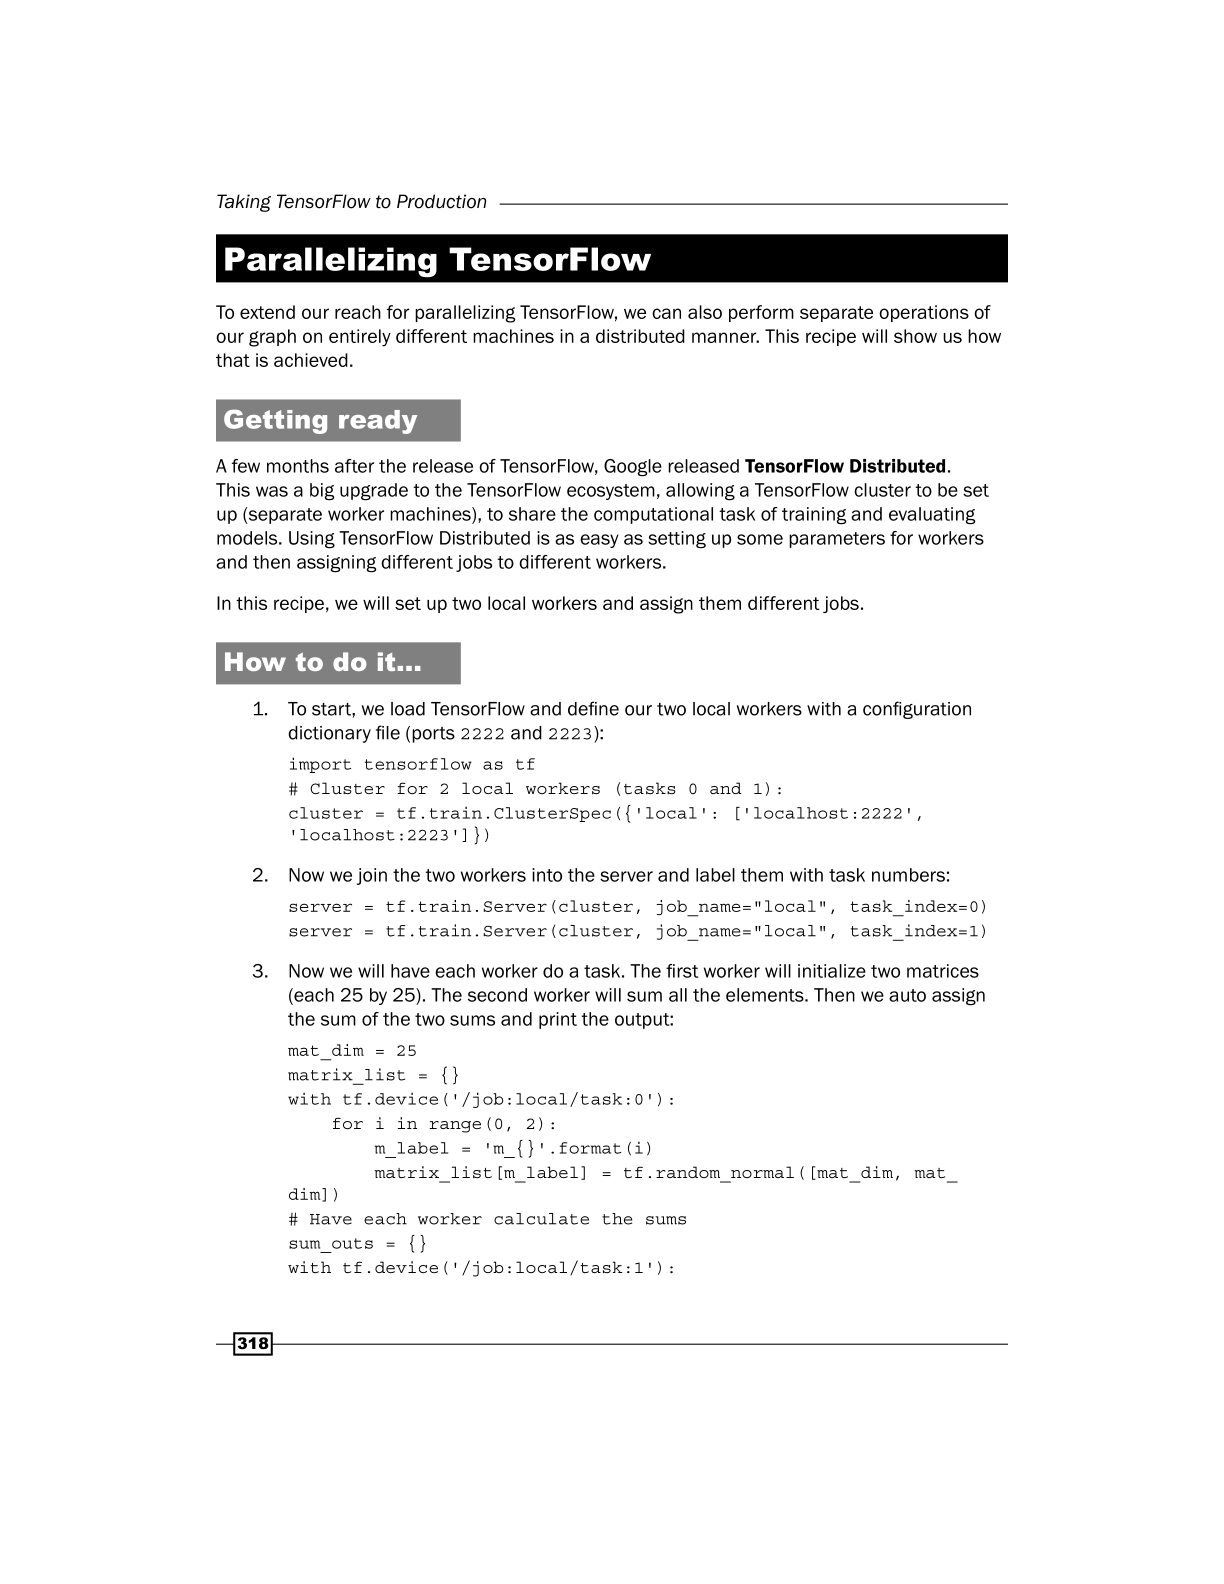 Taking TensorFlow to Production
Parallelizing TensorFlow
To extend our reach for parallelizing TensorFlow, we can also perform separate operations of
our graph on entirely different machines in a distributed manner. This recipe will show us how
that is achieved.
Getting ready
A few months after the release of TensorFlow, Google released TensorFlow Distributed.
This was a big upgrade to the TensorFlow ecosystem, allowing a TensorFlow cluster to be set
up (separate worker machines), to share the computational task of training and evaluating
models. Using TensorFlow Distributed is as easy as setting up some parameters for workers
and then assigning different jobs to different workers.
In this recipe, we will set up two local workers and assign them different jobs.
How to do it…
1. To start, we load TensorFlow and define our two local workers with a configuration
dictionary file (ports 2222 and 2223):
import tensorflow as tf
# Cluster for 2 local workers (tasks 0 and 1):
cluster = tf.train.ClusterSpec({'local': ['localhost:2222',
'localhost:2223']})
2. Now we join the two workers into the server and label them with task numbers:
server = tf.train.Server(cluster, job_name="local", task_index=0)
server = tf.train.Server(cluster, job_name="local", task_index=1)
3. Now we will have each worker do a task. The first worker will initialize two matrices
(each 25 by 25). The second worker will sum all the elements. Then we auto assign
the sum of the two sums and print the output:
mat_dim = 25
matrix_list = {}
with tf.device('/job:local/task:0'):
    for i in range(0, 2):
        m_label = 'm_{}'.format(i)
        matrix_list[m_label] = tf.random_normal([mat_dim, mat_
dim])
# Have each worker calculate the sums
sum_outs = {}
with tf.device('/job:local/task:1'):
318